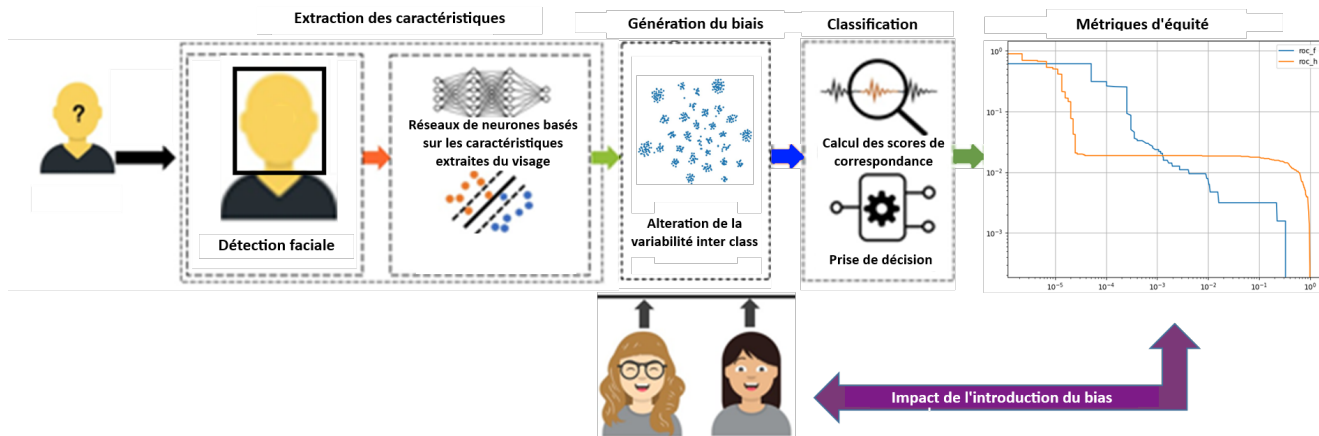 Extraction des caractéristiques
Génération du biais
Classification
Métriques d'équité
?
Détection faciale
Réseaux de neurones basés
sur les caractéristiques
extraites du visage
Alteration de la
variabilité inter class
Calcul des scores de
correspondance
Prise de décision
roc_f
roc_h
10⁰
10⁻¹
10⁻²
10⁻³
10⁻⁵
10⁻⁴
10⁻³
10⁻²
10⁻¹
10⁰
Impact de l'introduction du bias